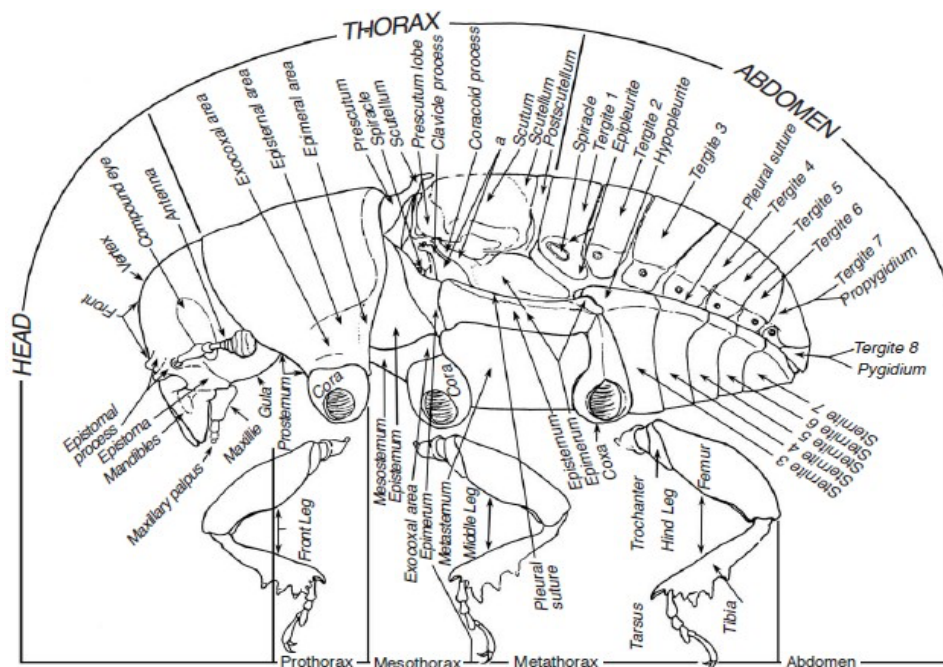 THORAX
ABDOMEN
HEAD
Front
Vertex
Compound eye
Antenna
Exocoxal area
Episternal area
Epimeral area
Prescutum
Spiracle
Scutellum
Prescutum lobe
Clavicle process
Coracoid process
a
Scutum
Scutellum
Postscutellum
Spiracle
Tergite 1
Epipleurite
Tergite 2
Hypopleurite
Tergite 3
Pleural suture
Tergite 4
Tergite 5
Tergite 6
Tergite 7
Propygidium
Tergite 8
Pygidium
Epistomal
process
Epistoma
Mandibles
Maxillary palpus
Maxillie
Gula
Prosternum
Cora
Cora
Mesosternum
Episternum
Exocoxal area
Epimerum
Metasternum
Middle Leg
Pleural
suture
Episternum
Epimerum
Coxa
Sternite 3
Sternite 4
Sternite 5
Sternite 6
Sternite 7
Front Leg
Trochanter
Hind Leg
Femur
Tarsus
Tibia
Prothorax
Mesothorax
Metathorax
Abdomen